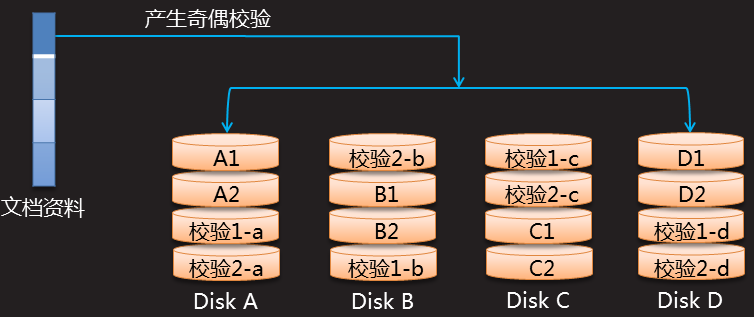 产生奇偶校验
文档资料
A1
A2
校验1-a
校验2-a
Disk A
校验2-b
B1
B2
校验1-b
Disk B
校验1-c
校验2-c
C1
C2
Disk C
D1
D2
校验1-d
校验2-d
Disk D